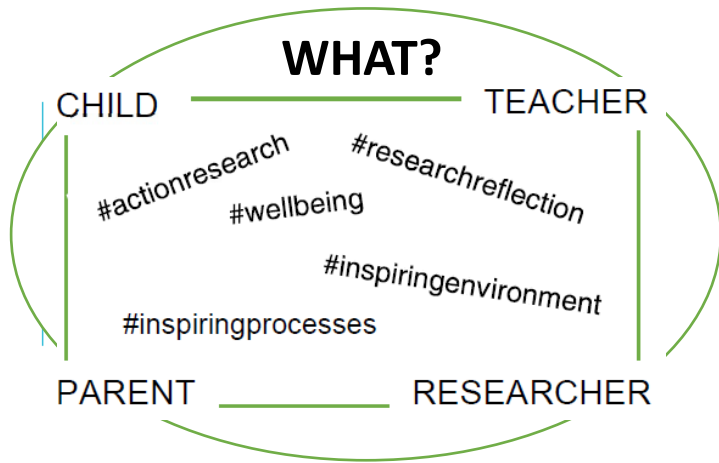 WHAT?
CHILD
TEACHER
#actionresearch
#researchreflection
#wellbeing
#inspiringenvironment
#inspiringprocesses
PARENT
RESEARCHER